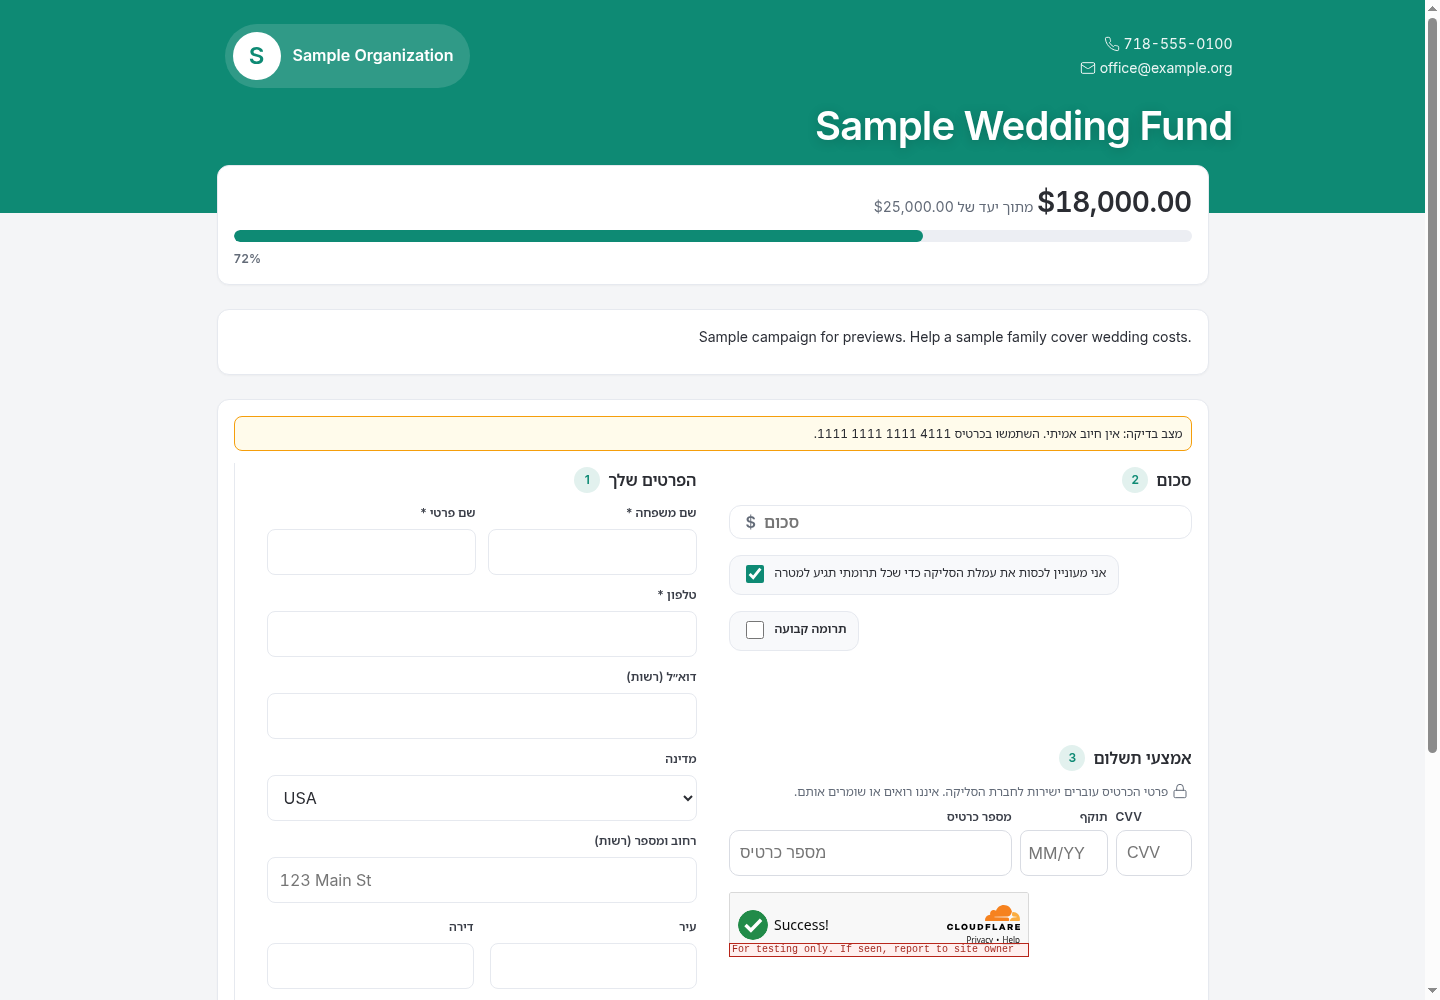 S
Sample Organization
718-555-0100
office@example.org
Sample Wedding Fund
$18,000.00 מתוך יעד של $25,000.00
72%
Sample campaign for previews. Help a sample family cover wedding costs.
מצב בדיקה: אין חיוב אמיתי. השתמשו בכרטיס 4111 1111 1111 1111.
הפרטים שלך 1
שם משפחה *
שם פרטי *
טלפון *
דוא״ל (רשות)
מדינה
USA
רחוב ומספר (רשות)
123 Main St
עיר
דירה
סכום 2
$ סכום
אני מעוניין לכסות את עמלת הסליקה כדי שכל תרומתי תגיע למטרה
תרומה קבועה
אמצעי תשלום 3
פרטי הכרטיס עוברים ישירות לחברת הסליקה. איננו רואים או שומרים אותם.
מספר כרטיס
תוקף
CVV
מספר כרטיס
MM/YY
CVV
Success!
CLOUDFLARE
Privacy • Help
For testing only. If seen, report to site owner